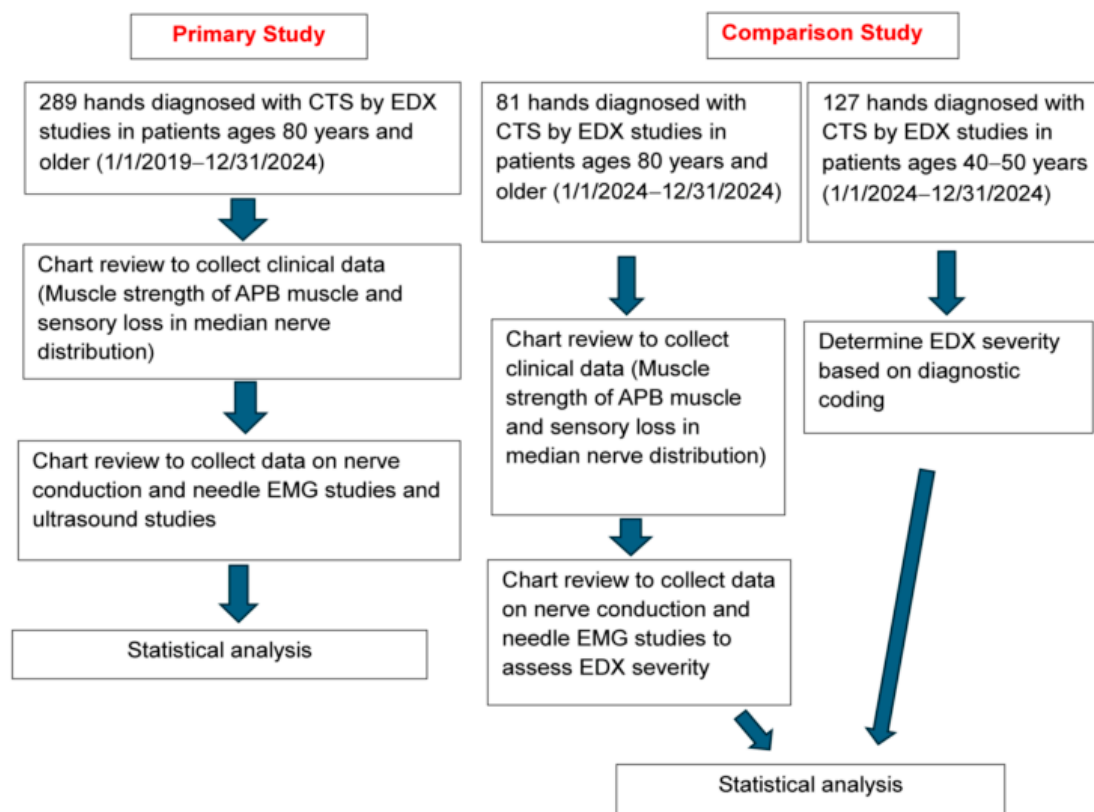 Primary Study
289 hands diagnosed with CTS by EDX
studies in patients ages 80 years and
older (1/1/2019–12/31/2024)
Chart review to collect clinical data
(Muscle strength of APB muscle and
sensory loss in median nerve
distribution)
Chart review to collect data on nerve
conduction and needle EMG studies and
ultrasound studies
Statistical analysis
Comparison Study
81 hands diagnosed with
CTS by EDX studies in
patients ages 80 years and
older (1/1/2024–12/31/2024)
Chart review to collect
clinical data (Muscle
strength of APB muscle
and sensory loss in
median nerve distribution)
Chart review to collect data
on nerve conduction and
needle EMG studies to
assess EDX severity
127 hands diagnosed with
CTS by EDX studies in
patients ages 40–50 years
(1/1/2024–12/31/2024)
Determine EDX severity
based on diagnostic
coding
Statistical analysis